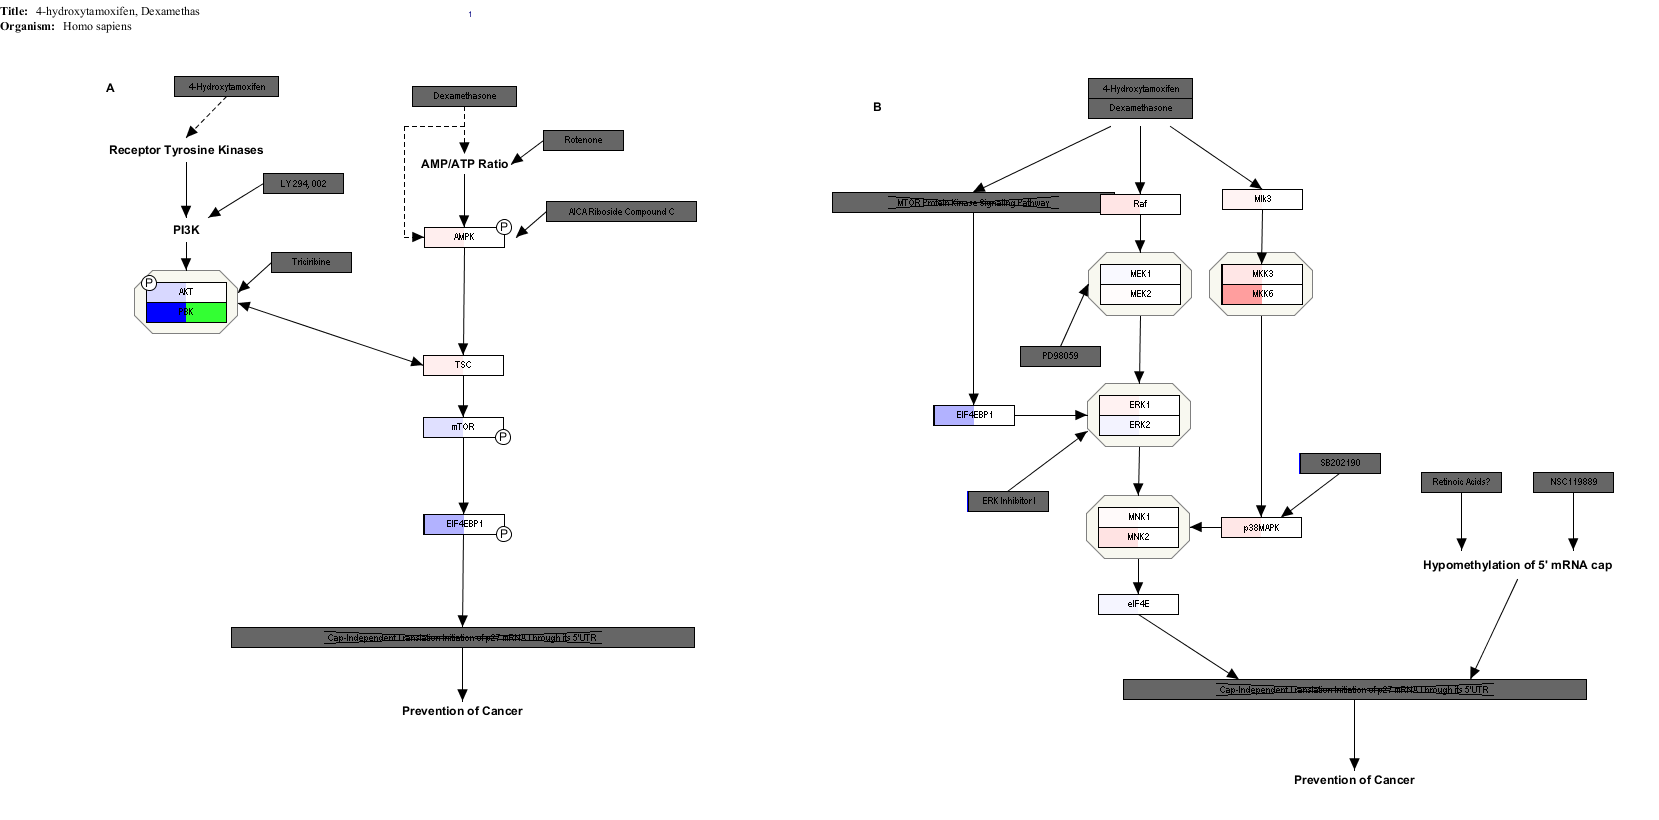 Title: 4-hydroxytamoxifen, Dexamethas
1
Organism: Homo sapiens
A
4-Hydroxytamoxifen
Dexamethasone
Rotenone
Receptor Tyrosine Kinases
AMP/ATP Ratio
LY294,002
AICA Riboside Compound C
PI3K
P
AMPK
Triciribine
P
AKT
TSC
mTOR
P
EIF4EBP1
P
Cap-Independent Translation Initiation of p27 mRNA Through its 5'UTR
Prevention of Cancer
B
4-Hydroxytamoxifen
Dexamethasone
MTOR Protein Kinase Signaling Pathway
Raf
Mlk3
MEK1
MEK2
MKK3
MKK6
PD98059
EIF4EBP1
ERK1
ERK2
SB202190
ERK Inhibitor I
Retinoic Acids?
NSC119889
MNK1
MNK2
p38MAPK
Hypomethylation of 5' mRNA cap
eIF4E
Cap-Independent Translation Initiation of p27 mRNA Through its 5'UTR
Prevention of Cancer